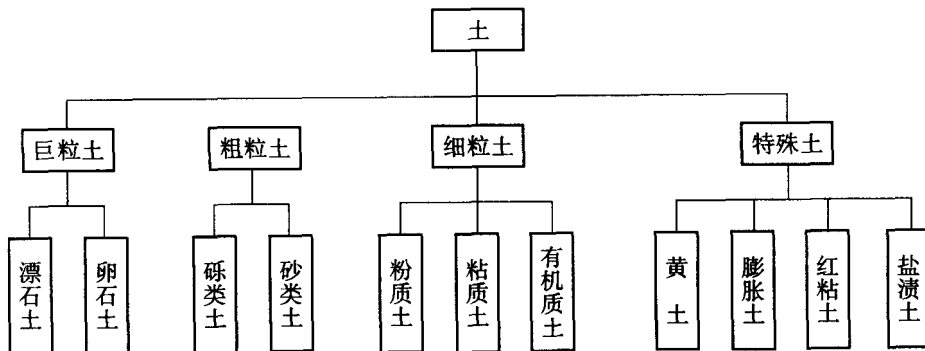 土
巨粒土
粗粒土
细粒土
特殊土
漂石土
卵石土
砾类土
砂类土
粉质土
粘质土
有机质土
黄土
膨胀土
红粘土
盐渍土